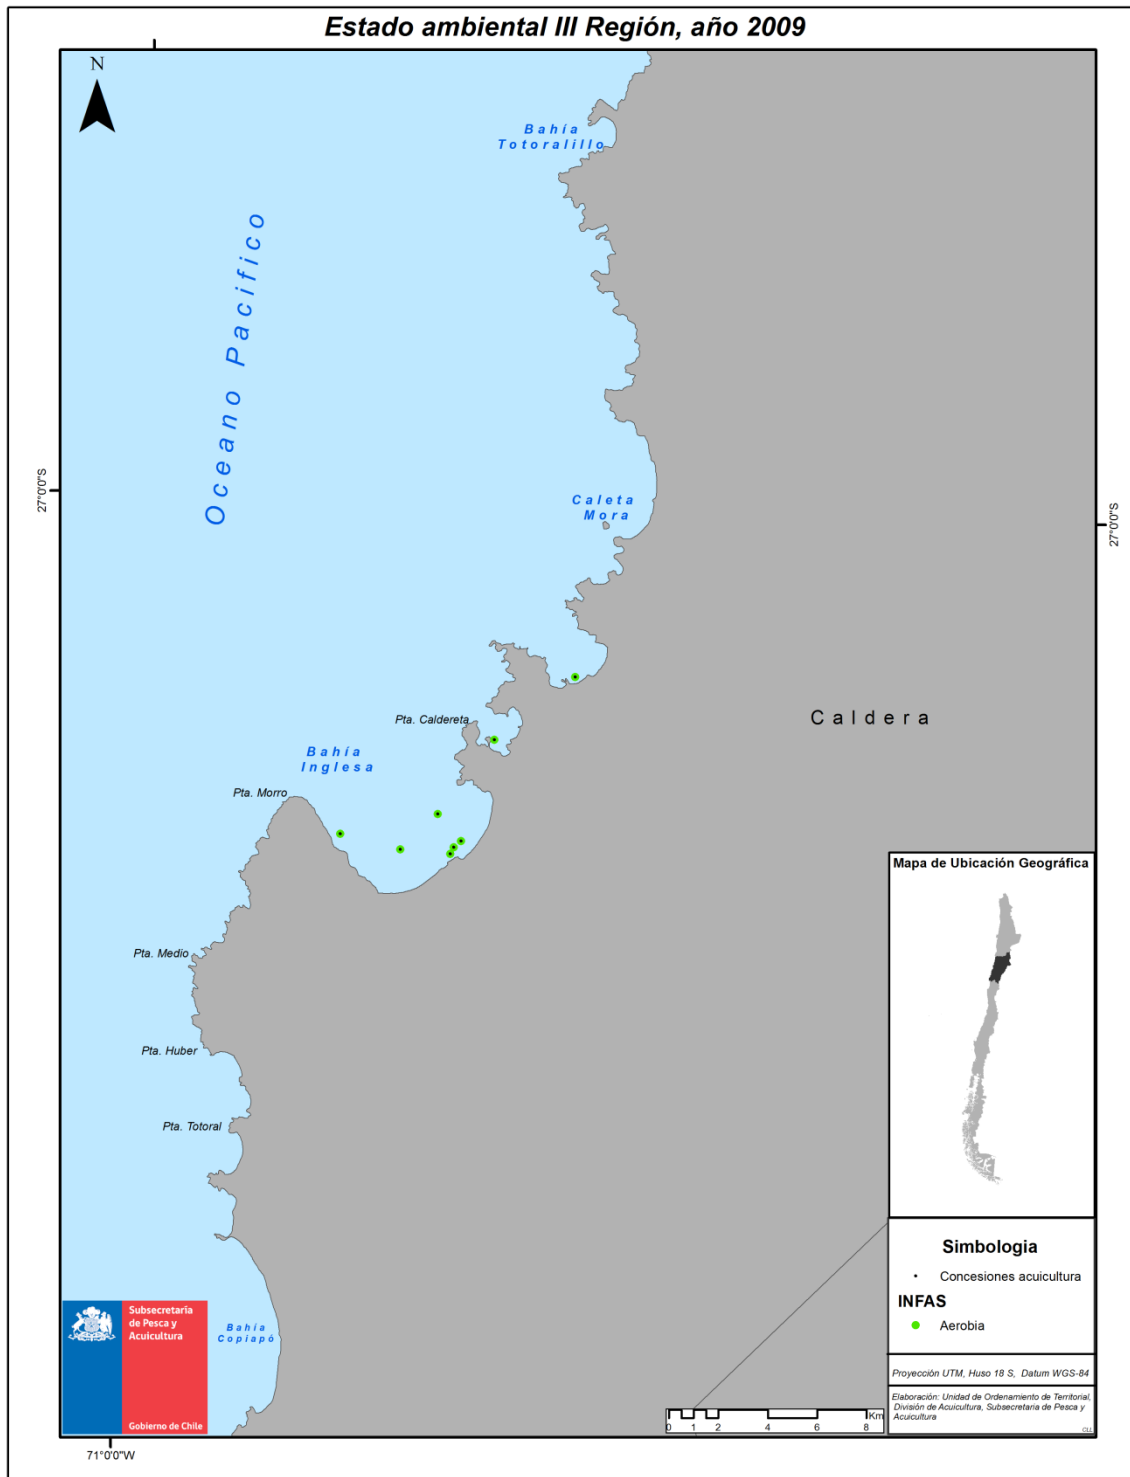 Estado ambiental III Región, año 2009
N
Bahía
Totoralillo
Oceano Pacifico
27°0'0"S
Caleta
Mora
27°0'0"S
Pta. Caldereta
Caldera
Bahía
Inglesa
Pta. Morro
Mapa de Ubicación Geográfica
Pta. Medio
Pta. Huber
Pta. Totoral
Simbologia
Concesiones acuicultura
INFAS
Aerobia
Subsecretaría
de Pesca y
Acuicultura
Gobierno de Chile
Bahía
Copiapó
Proyección UTM, Huso 18 S, Datum WGS-84
Elaboración: Unidad de Ordenamiento de Territorial,
División de Acuicultura, Subsecretaria de Pesca y
Acuicultura
CLL
Km
0 1 2 4 6 8
71°0'0"W